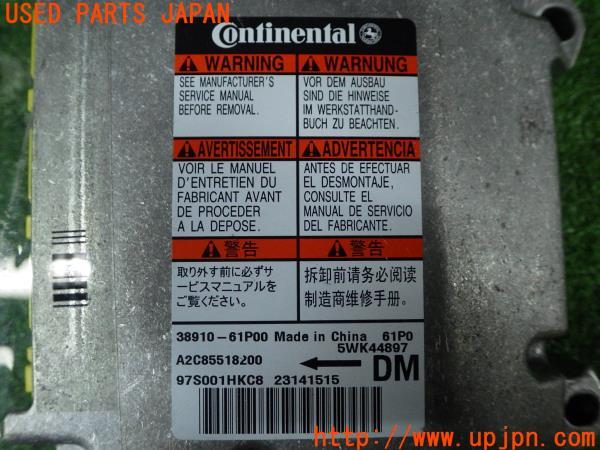 USED PARTS JAPAN
Continental
WARNING
SEE MANUFACTURER'S
SERVICE MANUAL
BEFORE REMOVAL.
WARNUNG
VOR DEM AUSBAU
SIND DIE HINWEISE
IM WERKSTATTHAND-
BUCH ZU BEACHTEN.
AVERTISSEMENT
VOIR LE MANUEL
D'ENTRETIEN DU
FABRICANT AVANT
DE PROCEDER
A LA DEPOSE.
ADVERTENCIA
ANTES DE EFECTUAR
EL DESMONTAJE,
CONSULTE EL
MANUAL DE SERVICIO
DEL FABRICANTE.
警告
取り外す前に必ずサ
ービスマニュアルを
ご覧ください。
警告
拆卸前请务必阅读
制造商维修手册.
38910-61P00 Made in China 61P0
5WK44897
A2C85518200
DM
97S001HKC8 23141515
http://www.upjpn.com/